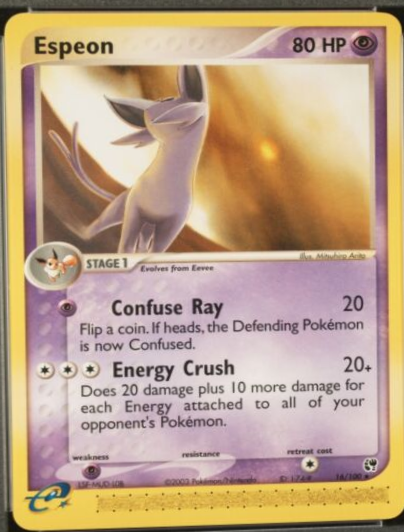 Espeon 80 HP
Illus. Mitsuhiro Arita
STAGE 1
Evolves from Eevee
Confuse Ray 20
Flip a coin. If heads, the Defending Pokémon
is now Confused.
Energy Crush 20+
Does 20 damage plus 10 more damage for
each Energy attached to all of your
opponent's Pokémon.
weakness resistance retreat cost
©2003 Pokémon/Nintendo 16/100
e